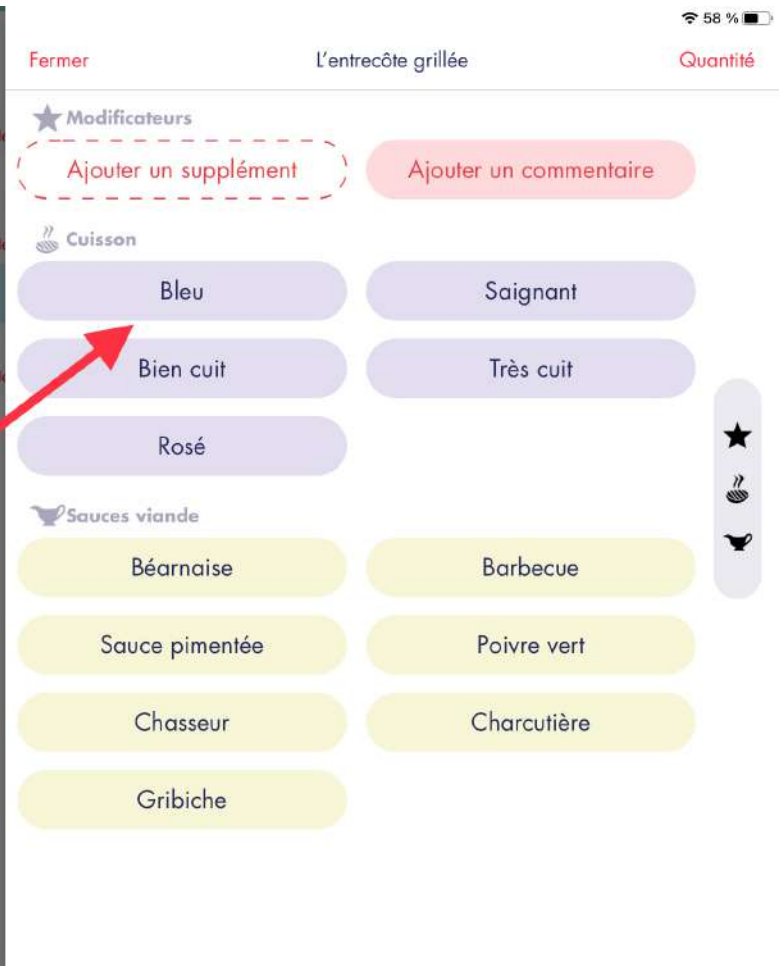 58 %
Fermer L'entrecôte grillée Quantité
Modificateurs
Ajouter un supplément Ajouter un commentaire
Cuisson
Bleu Saignant
Bien cuit Très cuit
Rosé
Sauces viande
Béarnaise Barbecue
Sauce pimentée Poivre vert
Chasseur Charcutière
Gribiche